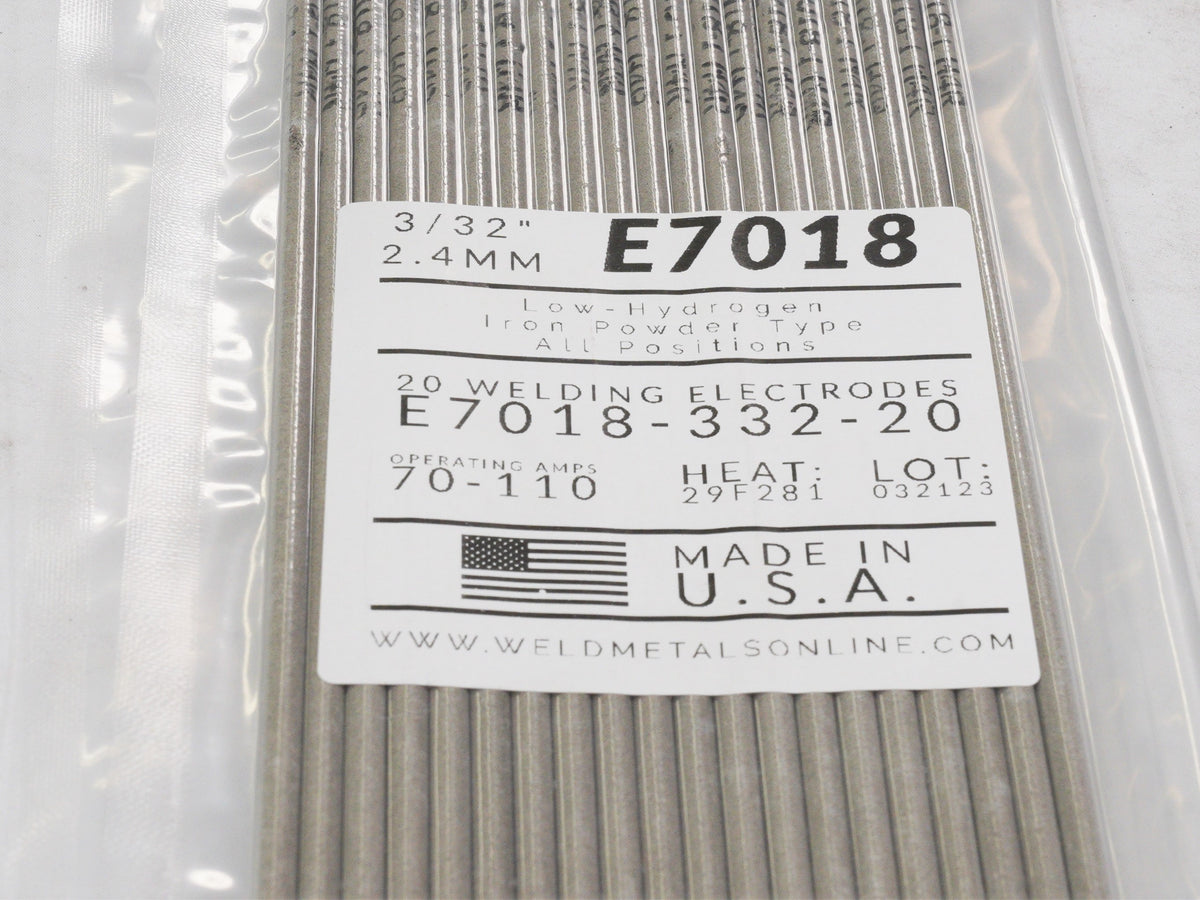 3/32" E7018
2.4MM
Low-Hydrogen
Iron Powder Type
All Positions
20 WELDING ELECTRODES
E7018-332-20
OPERATING AMPS
70-110
HEAT: LOT:
29F281 032123
MADE IN
U.S.A.
WWW.WELDMETALSONLINE.COM